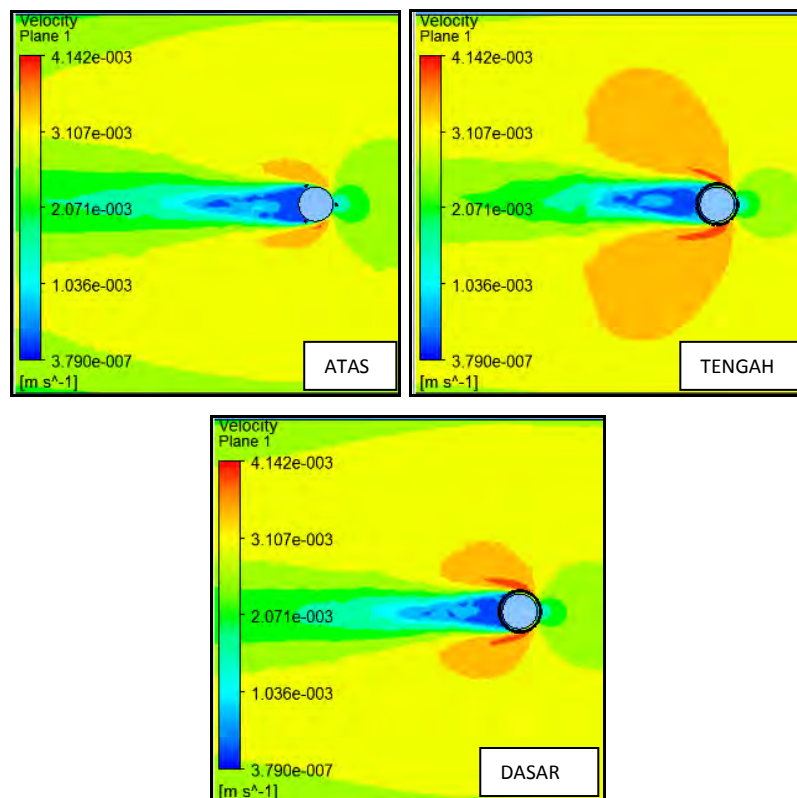 Velocity
Plane 1
4.142e-003
3.107e-003
2.071e-003
1.036e-003
3.790e-007
[m s^-1]
ATAS
Velocity
Plane 1
4.142e-003
3.107e-003
2.071e-003
1.036e-003
3.790e-007
[m s^-1]
TENGAH
Velocity
Plane 1
4.142e-003
3.107e-003
2.071e-003
1.036e-003
3.790e-007
[m s^-1]
DASAR